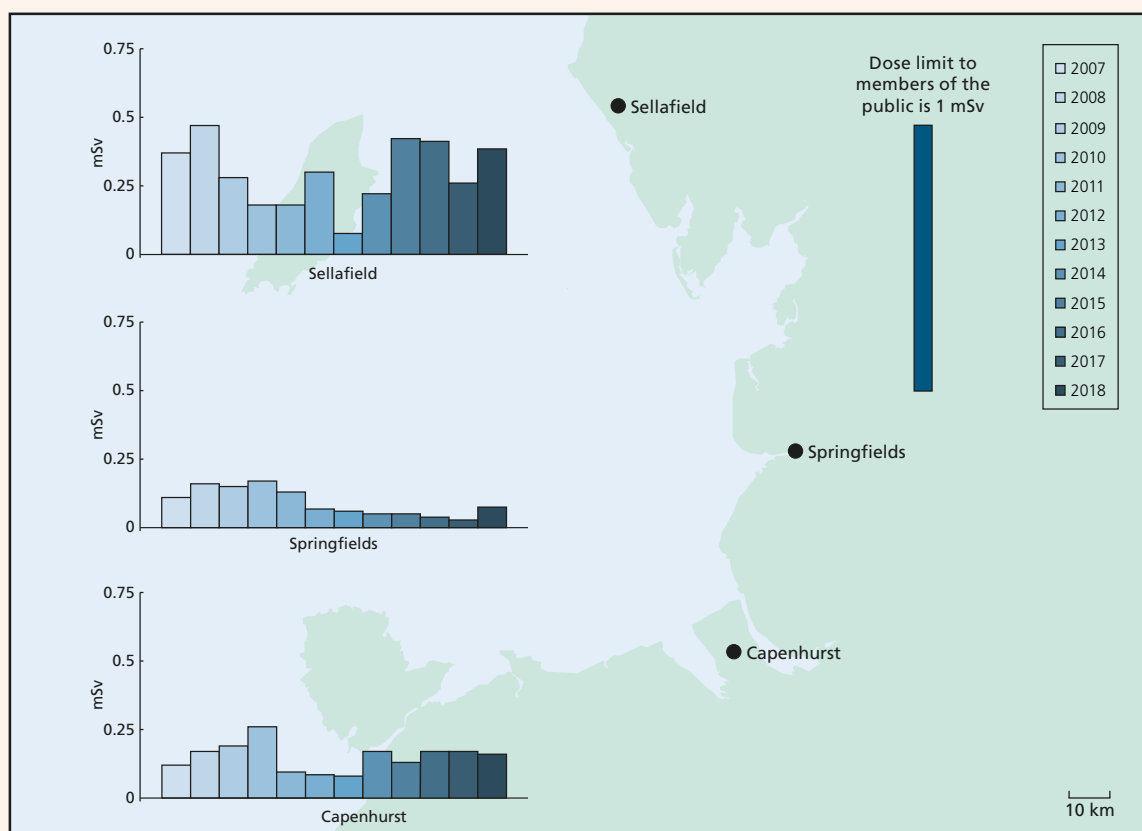 0.75
0.5
0.25
0
mSv
Sellafield
Sellafield
Dose limit to
members of the
public is 1 mSv
2007
2008
2009
2010
2011
2012
2013
2014
2015
2016
2017
2018
0.75
0.5
0.25
0
mSv
Springfields
Springfields
0.75
0.5
0.25
0
mSv
Capenhurst
Capenhurst
10 km